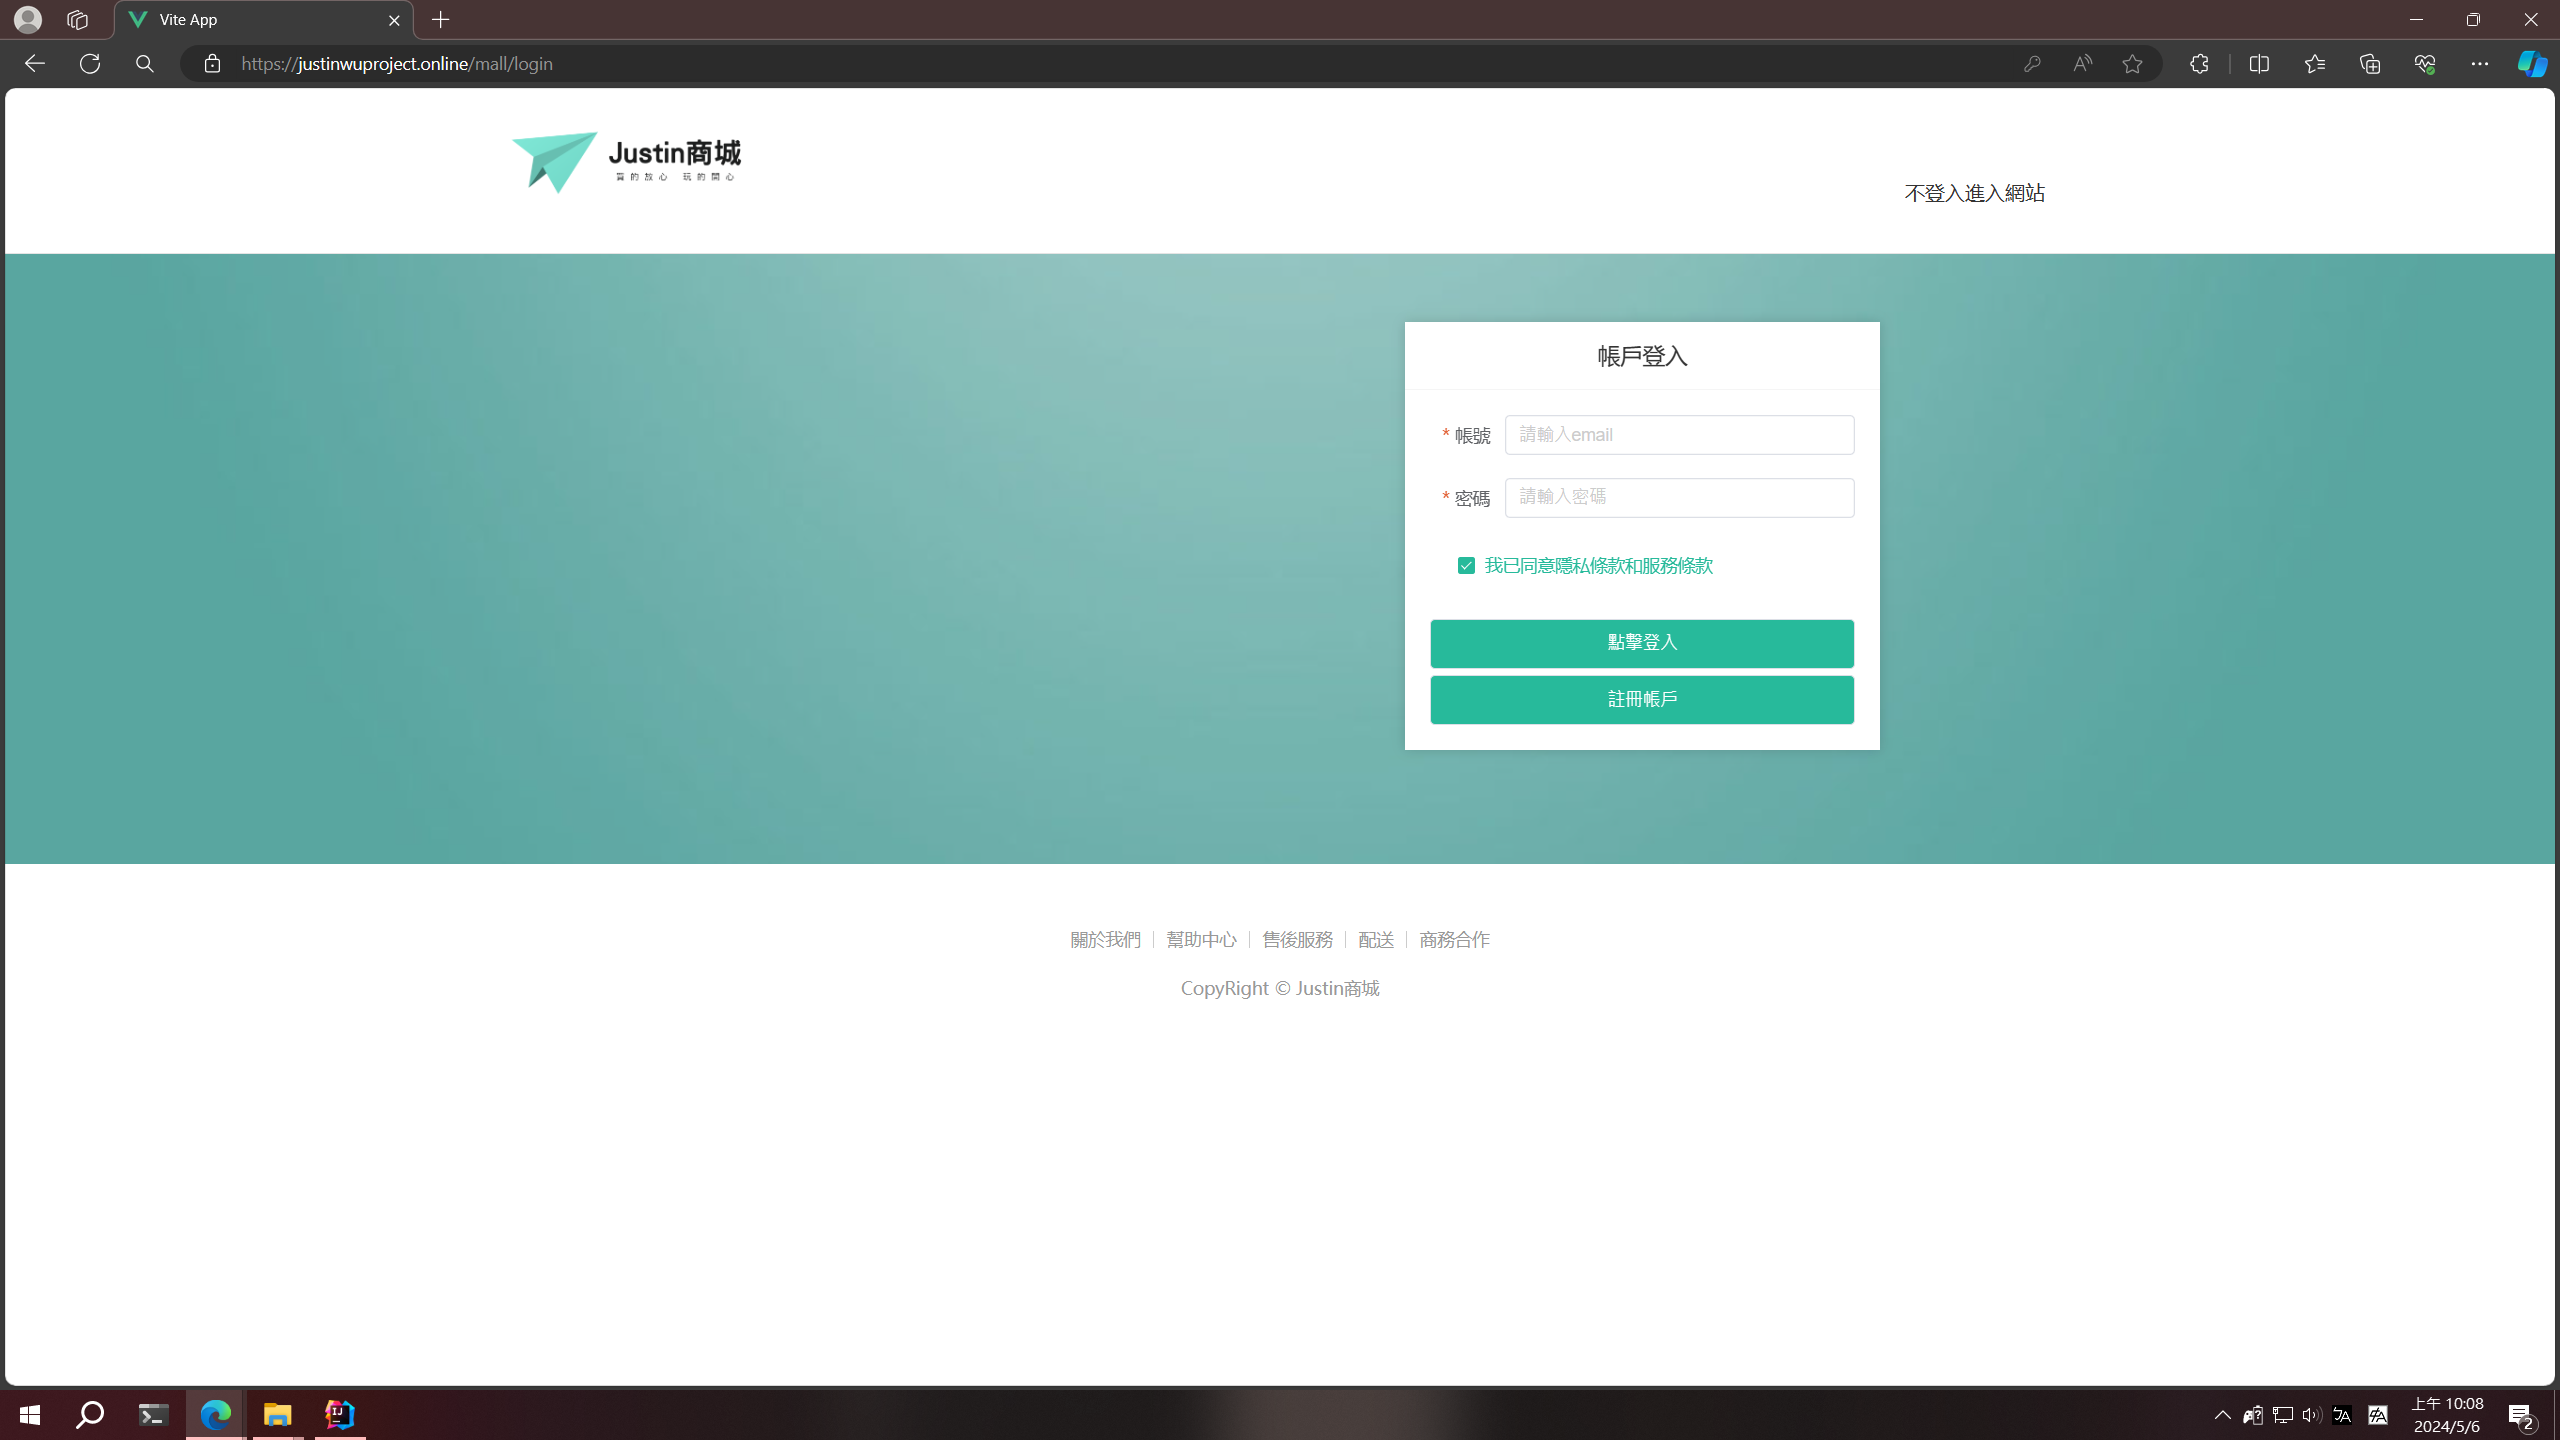 Vite App
https://justinwuproject.online/mall/login
Justin商城
買的放心 玩的開心
不登入進入網站
帳戶登入
* 帳號 請輸入email
* 密碼 請輸入密碼
我已同意隱私條款和服務條款
點擊登入
註冊帳戶
關於我們 幫助中心 售後服務 配送 商務合作
CopyRight © Justin商城
上午 10:08
2024/5/6
2